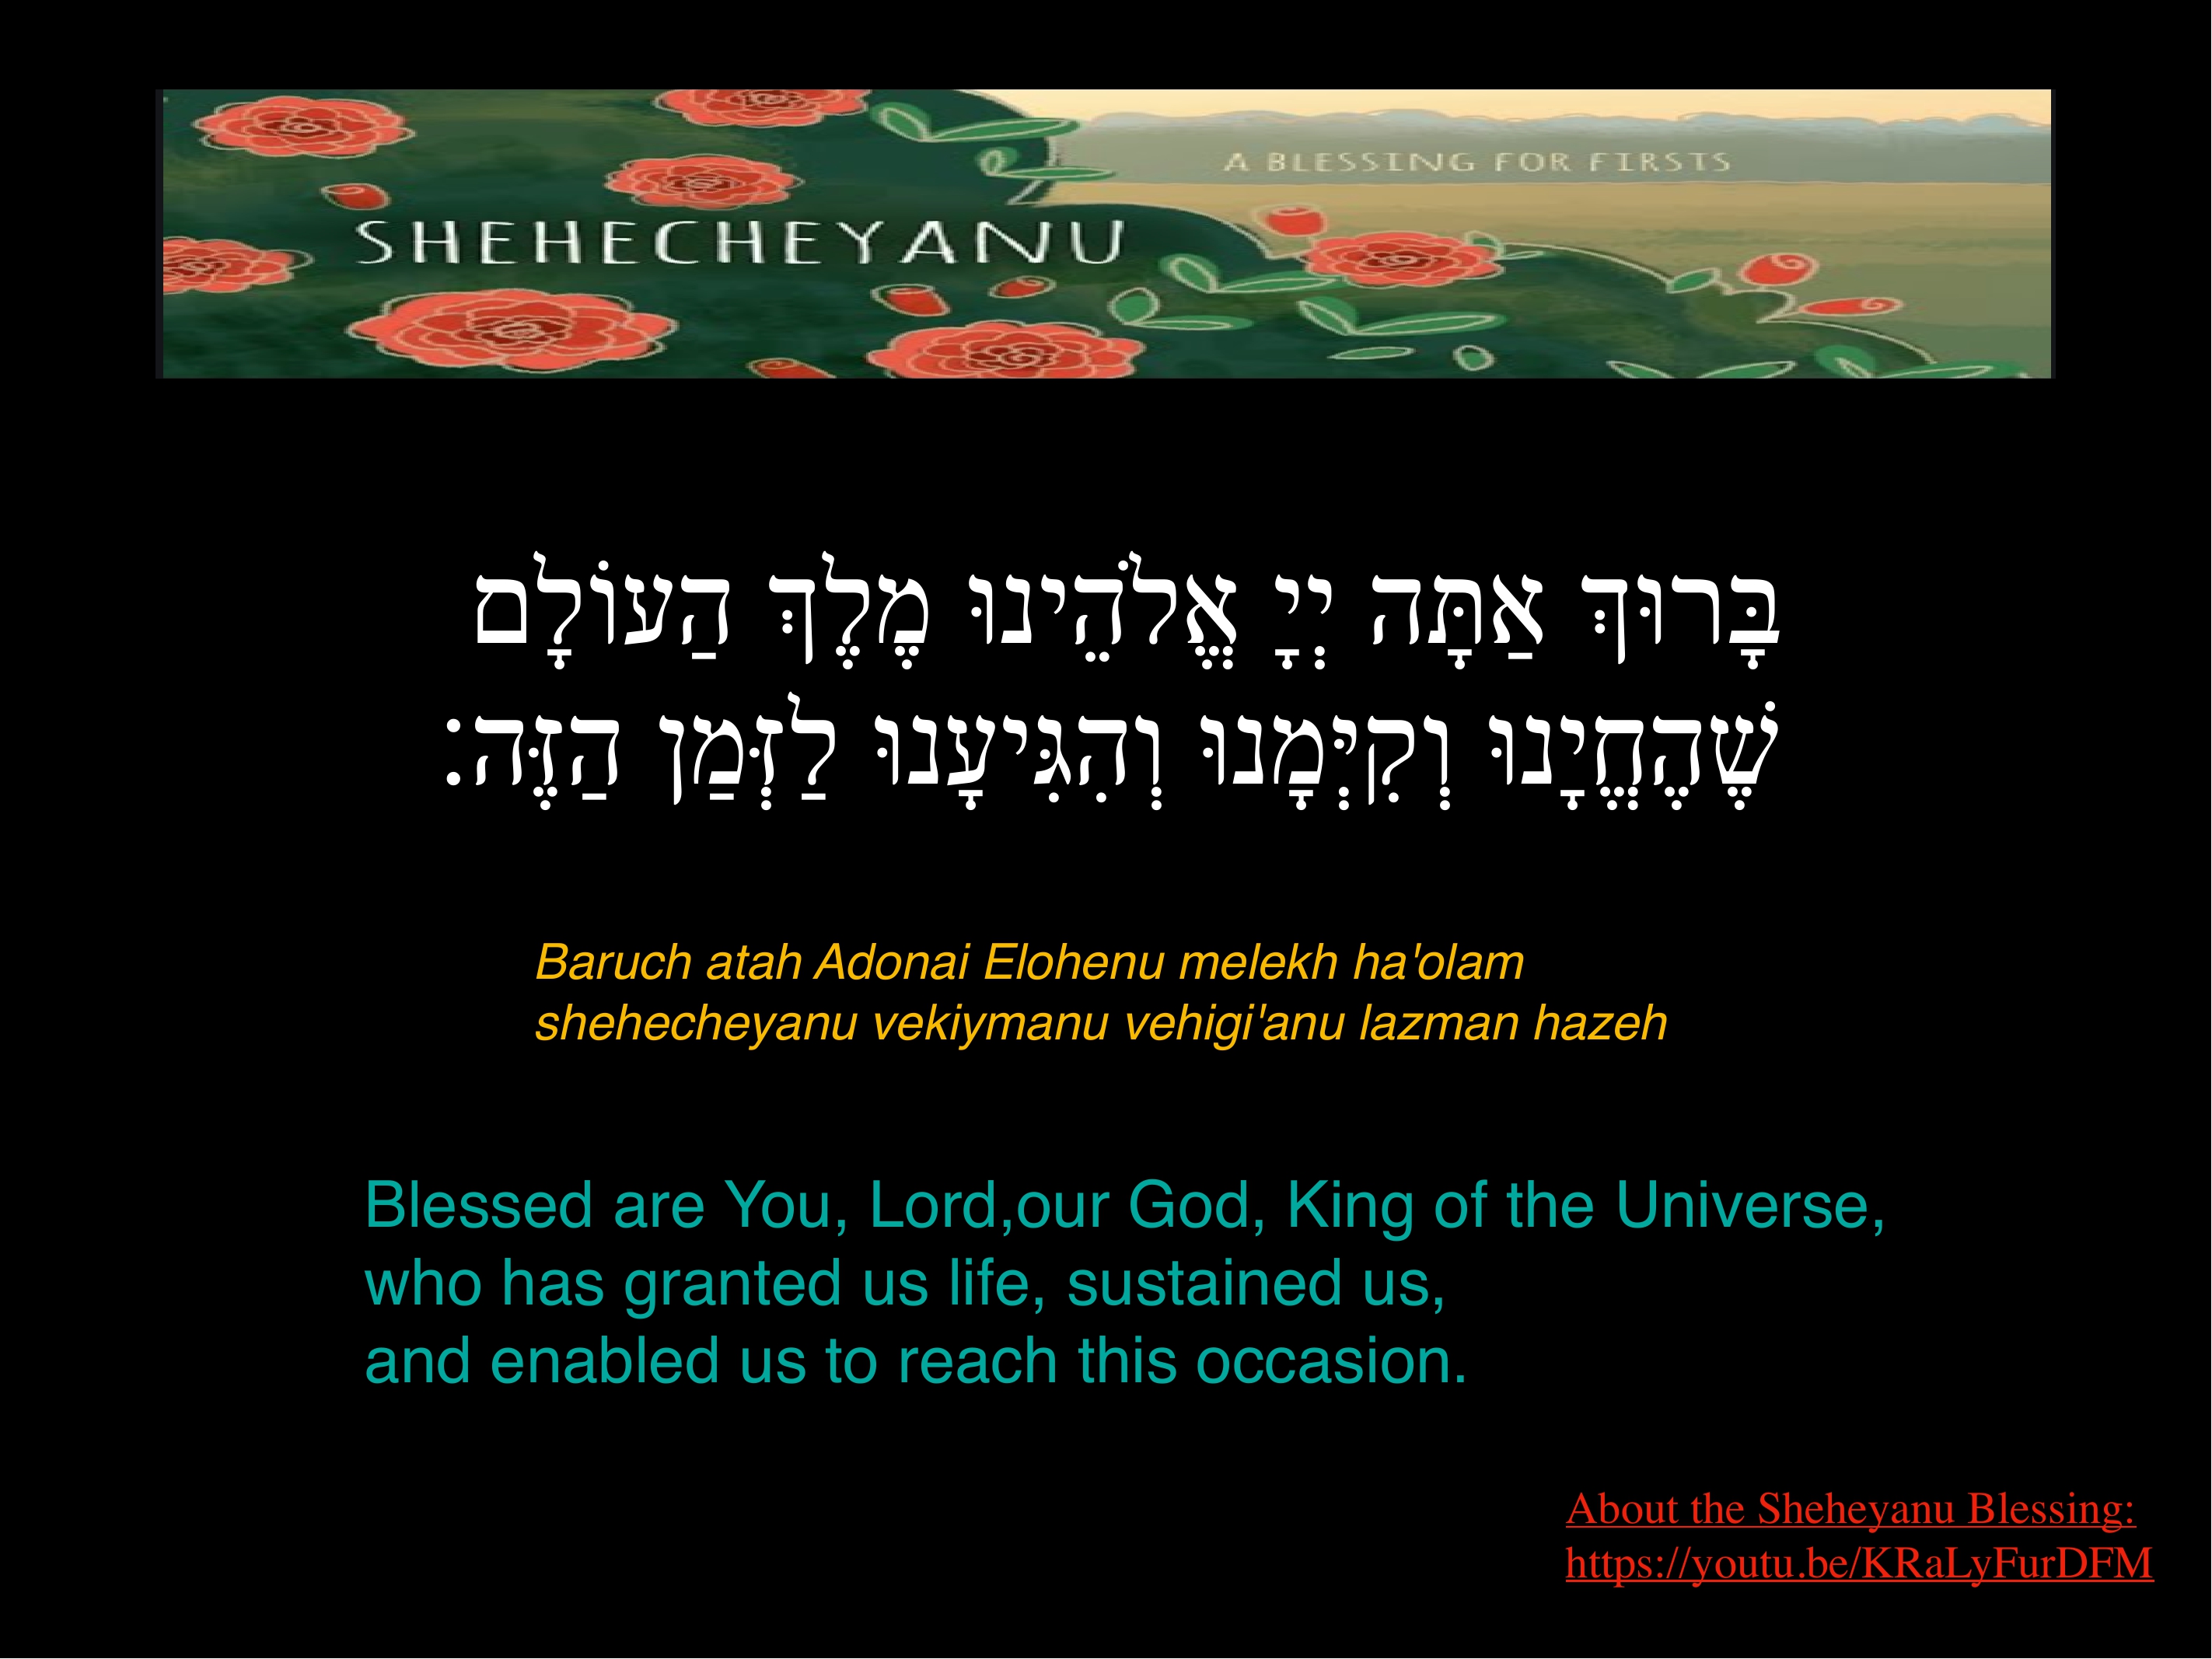 A BLESSING FOR FIRSTS
SHEHECHEYANU
בָּרוּךְ אַתָּה יְיָ אֱלֹהֵינוּ מֶלֶךְ הַעוֹלָם
שֶׁהֶחֱיָנוּ וְקִיְּמָנוּ וְהִגִּיעָנוּ לַזְּמַן הַזֶּה׃
Baruch atah Adonai Elohenu melekh ha'olam
shehecheyanu vekiymanu vehigi'anu lazman hazeh
Blessed are You, Lord,our God, King of the Universe,
who has granted us life, sustained us,
and enabled us to reach this occasion.
About the Sheheyanu Blessing:
https://youtu.be/KRaLyFurDFM